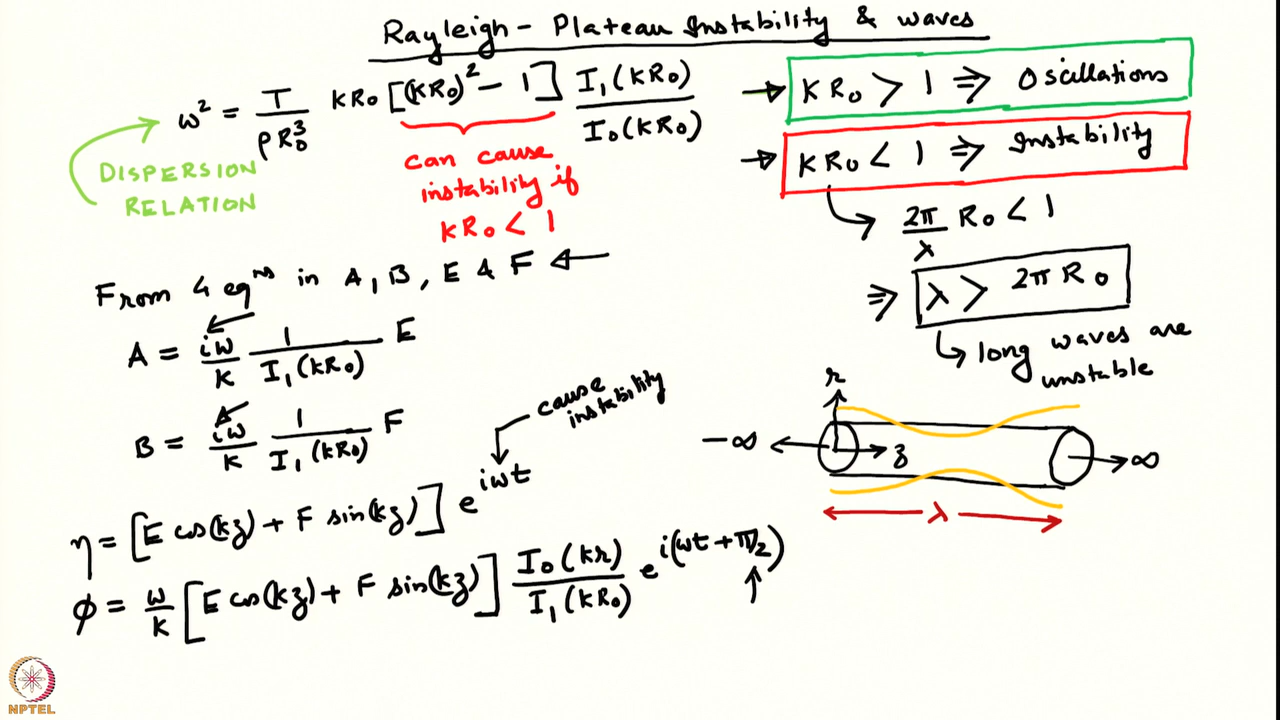 Rayleigh - Plateau Instability & waves
ω² = T/ρR₀³ kR₀ [(kR₀)² - 1] I₁(kR₀)/I₀(kR₀)
DISPERSION
RELATION
can cause
instability if
kR₀ < 1
→ kR₀ > 1 ⇒ Oscillations
→ kR₀ < 1 ⇒ Instability
↳ 2π/λ R₀ < 1
⇒ λ > 2π R₀
↳ long waves are
unstable
From 4 eqⁿˢ in A, B, E & F ←
A = iω/k 1/I₁(kR₀) E
B = iω/k 1/I₁(kR₀) F
cause
instability
η = [E cos(kz) + F sin(kz)] e^{iωt}
φ = ω/k [E cos(kz) + F sin(kz)] I₀(kr)/I₁(kR₀) e^{i(ωt + π/2)}
r
-∞ z ∞
λ
NPTEL